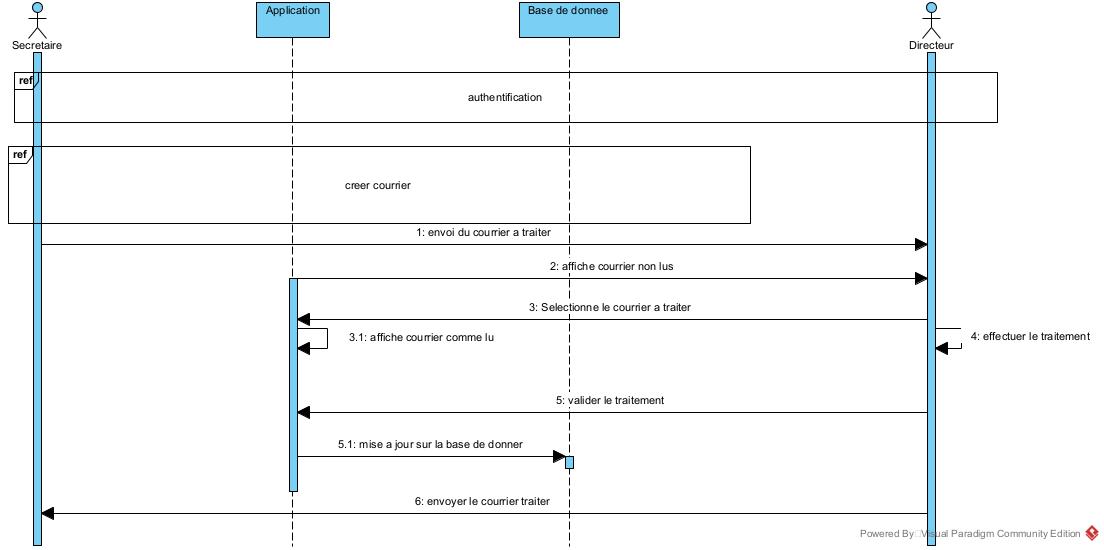 Application
Base de donnee
Secretaire
Directeur
ref
authentification
ref
creer courrier
1: envoi du courrier a traiter
2: affiche courrier non lus
3: Selectionne le courrier a traiter
3.1: affiche courrier comme lu
4: effectuer le traitement
5: valider le traitement
5.1: mise a jour sur la base de donner
6: envoyer le courrier traiter
Powered By Visual Paradigm Community Edition